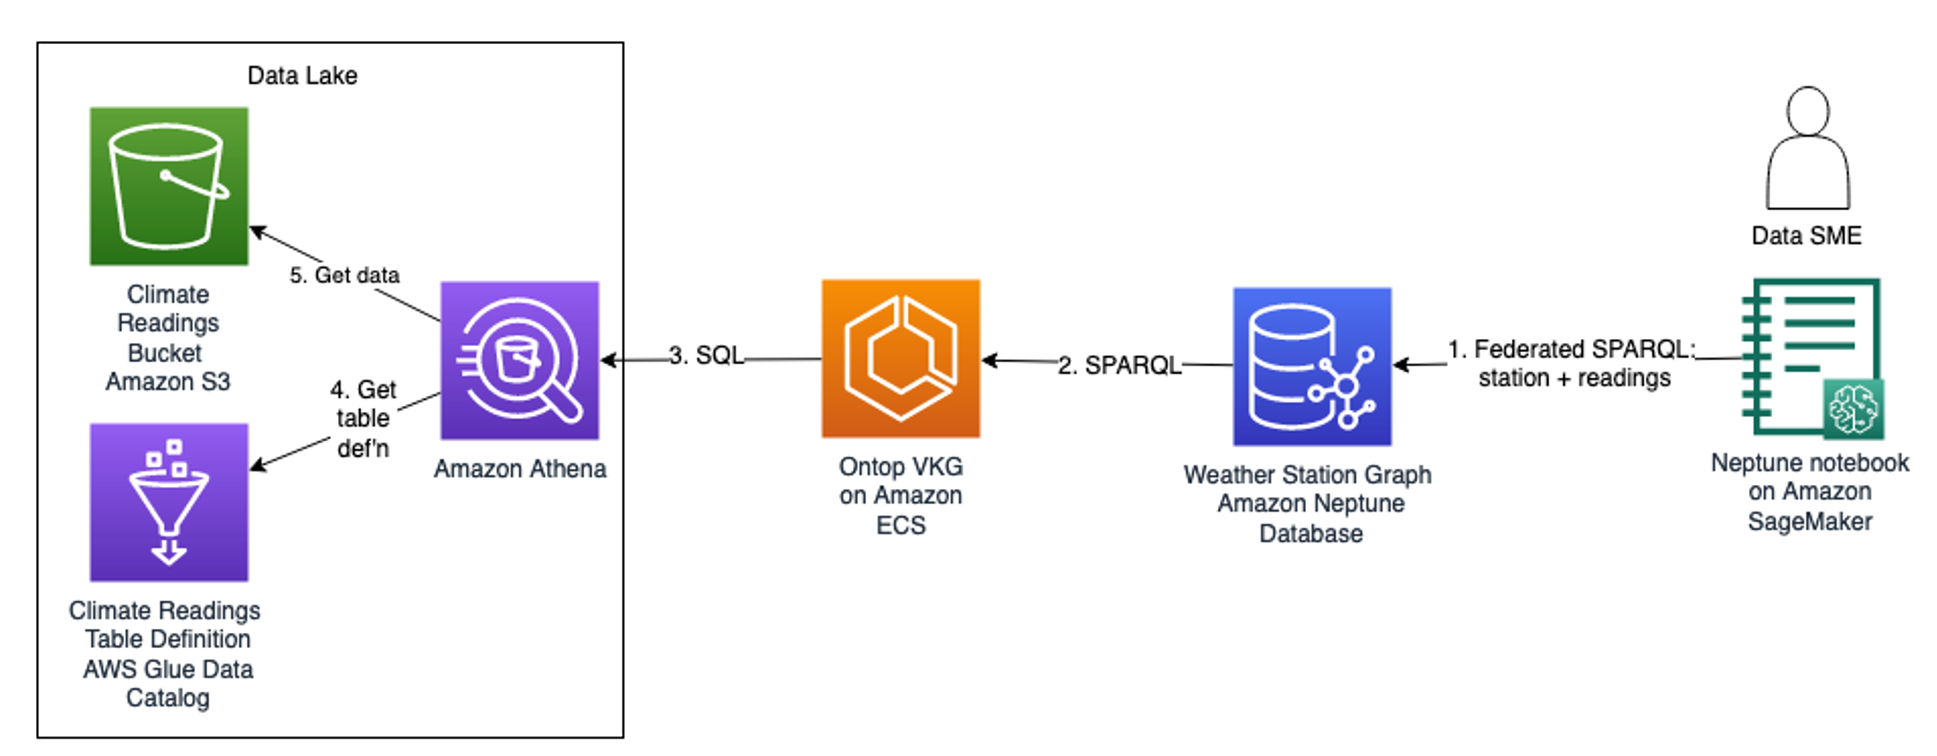 Data Lake
Climate
Readings
Bucket
Amazon S3
5. Get data
4. Get
table
def'n
Climate Readings
Table Definition
AWS Glue Data
Catalog
Amazon Athena
3. SQL
Ontop VKG
on Amazon
ECS
2. SPARQL
Weather Station Graph
Amazon Neptune
Database
1. Federated SPARQL:
station + readings
Data SME
Neptune notebook
on Amazon
SageMaker